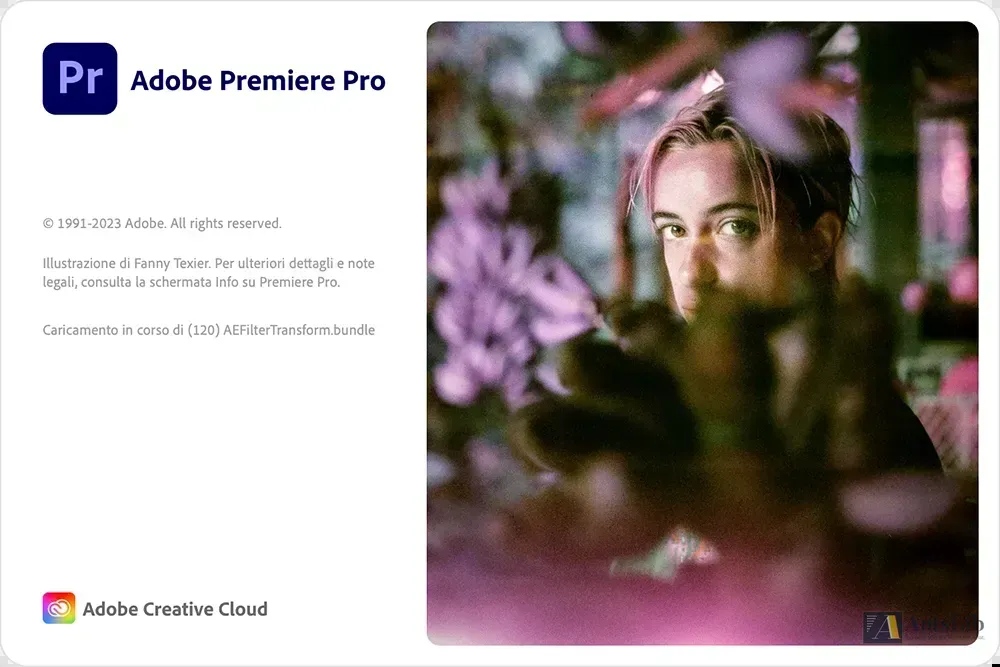 Pr
Adobe Premiere Pro
© 1991-2023 Adobe. All rights reserved.
Illustrazione di Fanny Texier. Per ulteriori dettagli e note
legali, consulta la schermata Info su Premiere Pro.
Caricamento in corso di (120) AEFilterTransform.bundle
Adobe Creative Cloud